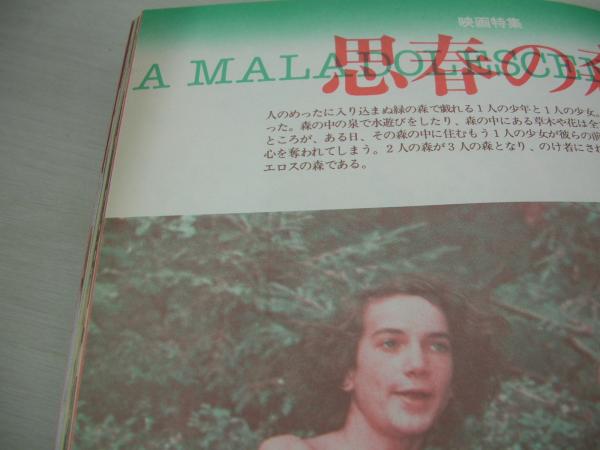 映画特集
思春の森
A MALADOLESCEN
人のめったに入り込まぬ緑の森で戯れる1人の少年と1人の少女。
った。森の中の泉で水遊びをしたり、森の中にある草木や花は全
ところが、ある日、その森の中に住むもう1人の少女が彼らの前
心を奪われてしまう。2人の森が3人の森となり、のけ者にされ
エロスの森である。